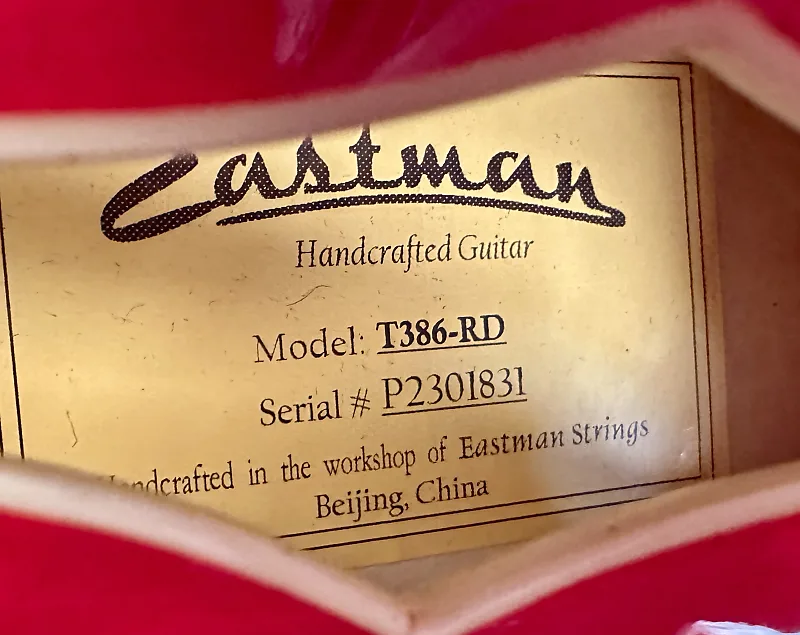 Eastman
Handcrafted Guitar
Model: T386-RD
Serial # P2301831
Handcrafted in the workshop of Eastman Strings
Beijing, China